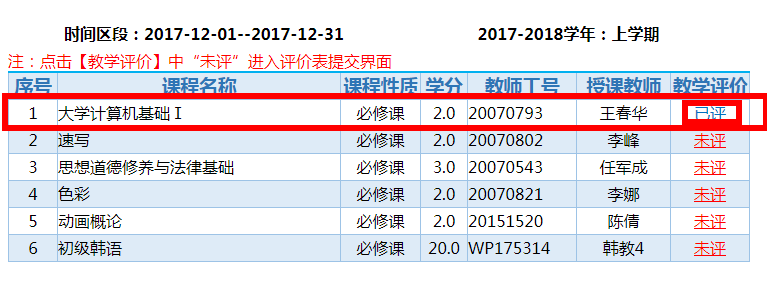 时间区段：2017-12-01--2017-12-31 2017-2018学年：上学期
注：点击【教学评价】中“未评”进入评价表提交界面
序号 课程名称 课程性质 学分 教师工号 授课教师 教学评价
1 大学计算机基础Ⅰ 必修课 2.0 20070793 王春华 已评
2 速写 必修课 2.0 20070802 李峰 未评
3 思想道德修养与法律基础 必修课 3.0 20070543 任军成 未评
4 色彩 必修课 2.0 20070821 李娜 未评
5 动画概论 必修课 2.0 20151520 陈倩 未评
6 初级韩语 必修课 20.0 WP175314 韩教4 未评